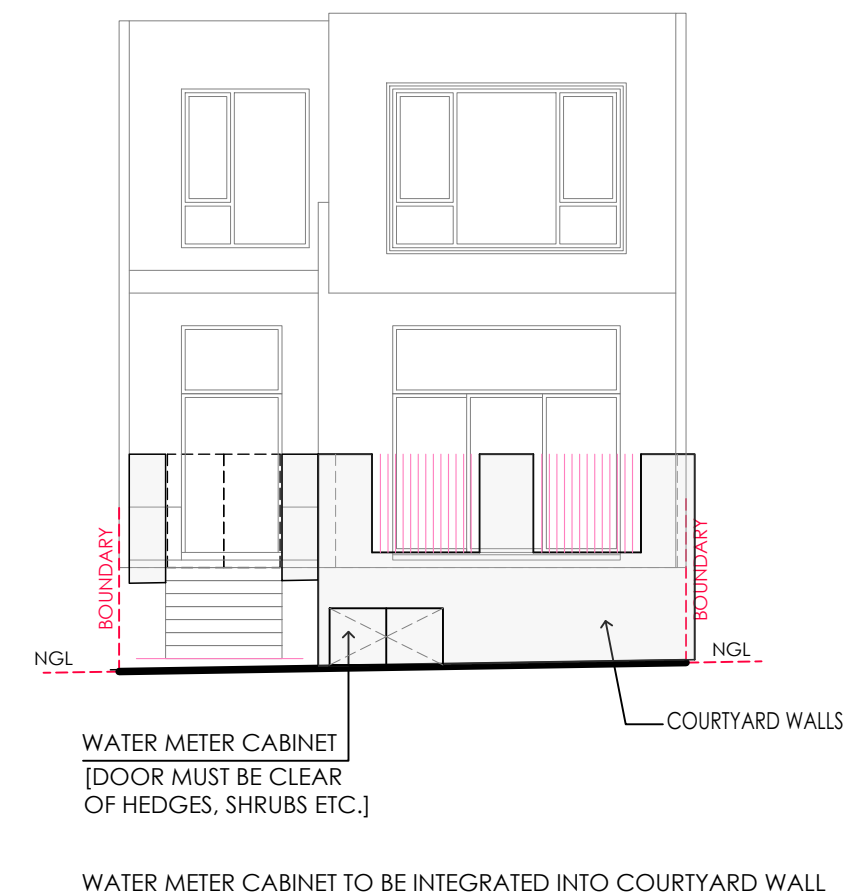 BOUNDARY
BOUNDARY
NGL
NGL
COURTYARD WALLS
WATER METER CABINET
[DOOR MUST BE CLEAR
OF HEDGES, SHRUBS ETC.]
WATER METER CABINET TO BE INTEGRATED INTO COURTYARD WALL